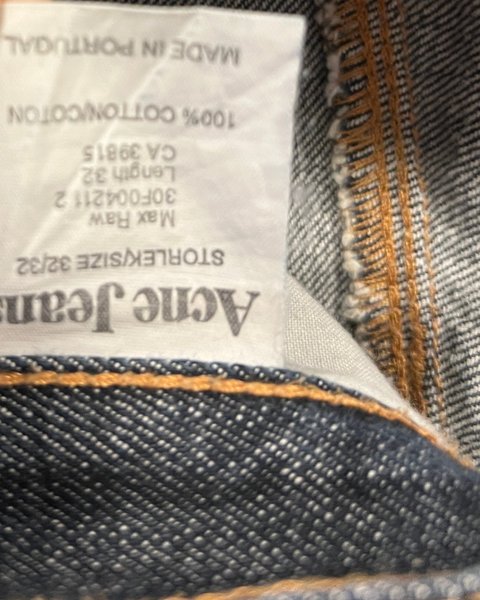 Acne Jeans
STORLEK/SIZE 32/32
Max Raw
30F004211 2
Length 32
CA 39815
100% COTTON/COTON
MADE IN PORTUGAL